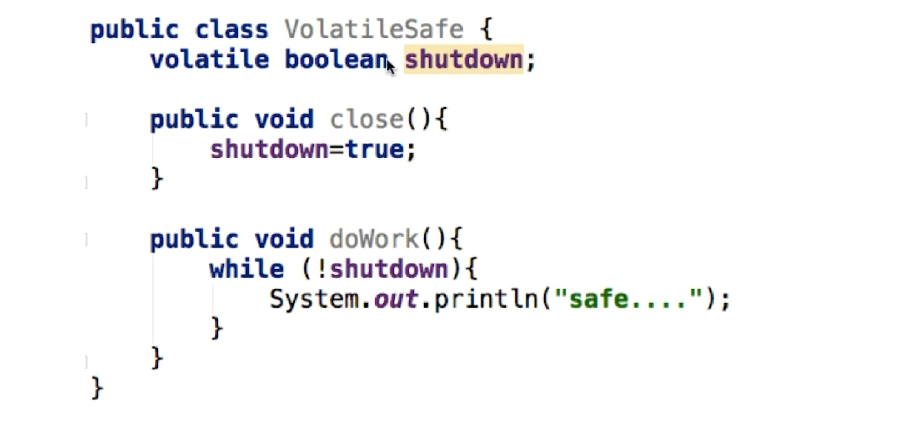 public class VolatileSafe {
    volatile boolean shutdown;
    public void close(){
        shutdown=true;
    }
    public void doWork(){
        while (!shutdown){
            System.out.println("safe....");
        }
    }
}